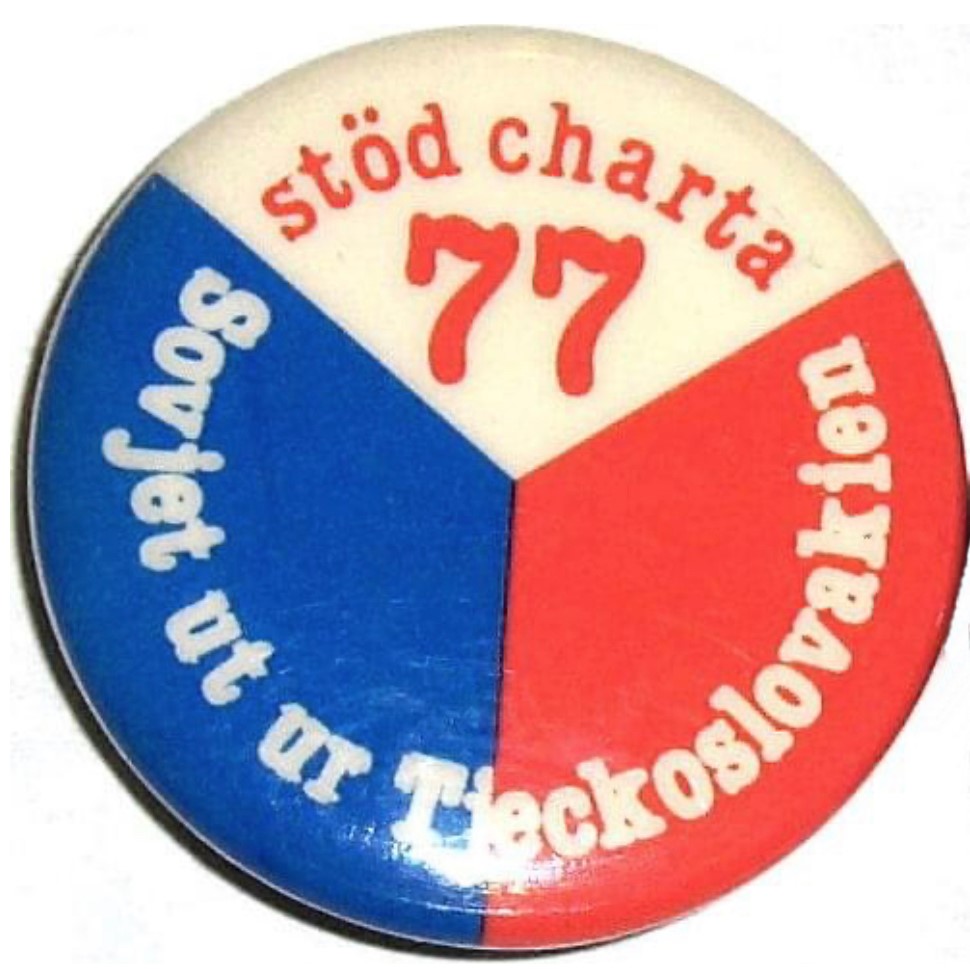 stöd charta
77
Sovjet ut ur Tjeckoslovakien